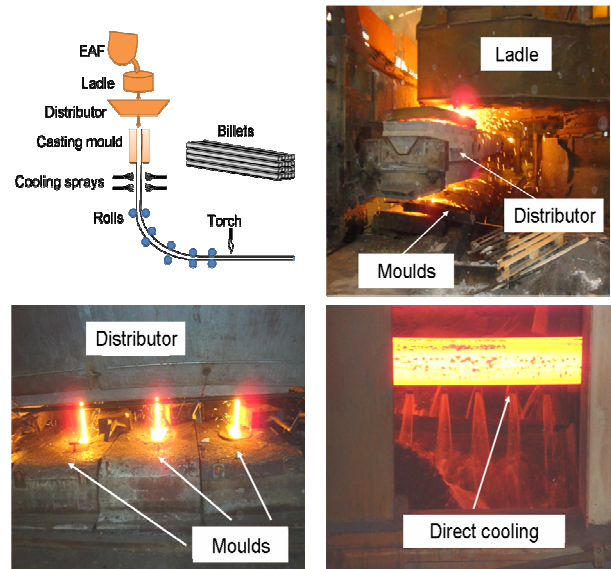 EAF
Ladle
Distributor
Casting mould
Billets
Cooling sprays
Rolls
Torch
Ladle
Distributor
Moulds
Distributor
Moulds
Direct cooling